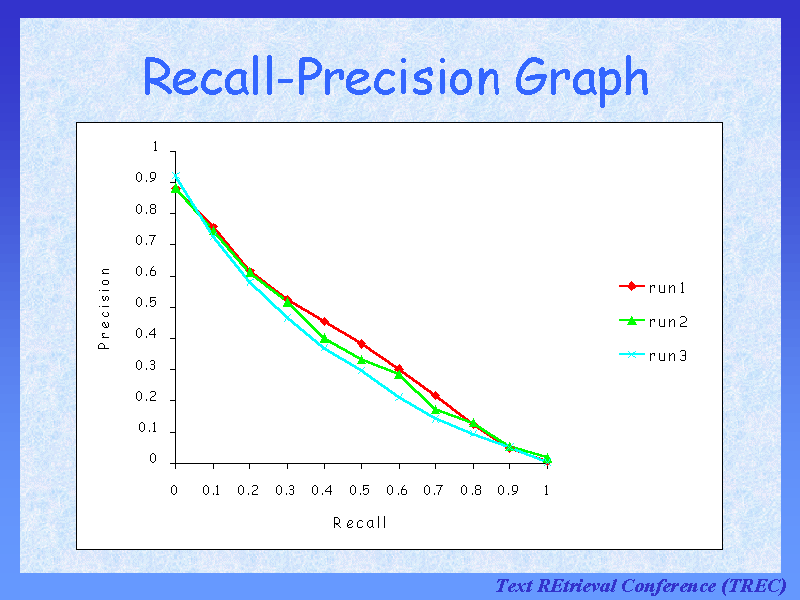 Recall-Precision Graph
1
0.9
0.8
0.7
0.6
0.5
0.4
0.3
0.2
0.1
0
Precision
0 0.1 0.2 0.3 0.4 0.5 0.6 0.7 0.8 0.9 1
Recall
run1
run2
run3
Text REtrieval Conference (TREC)